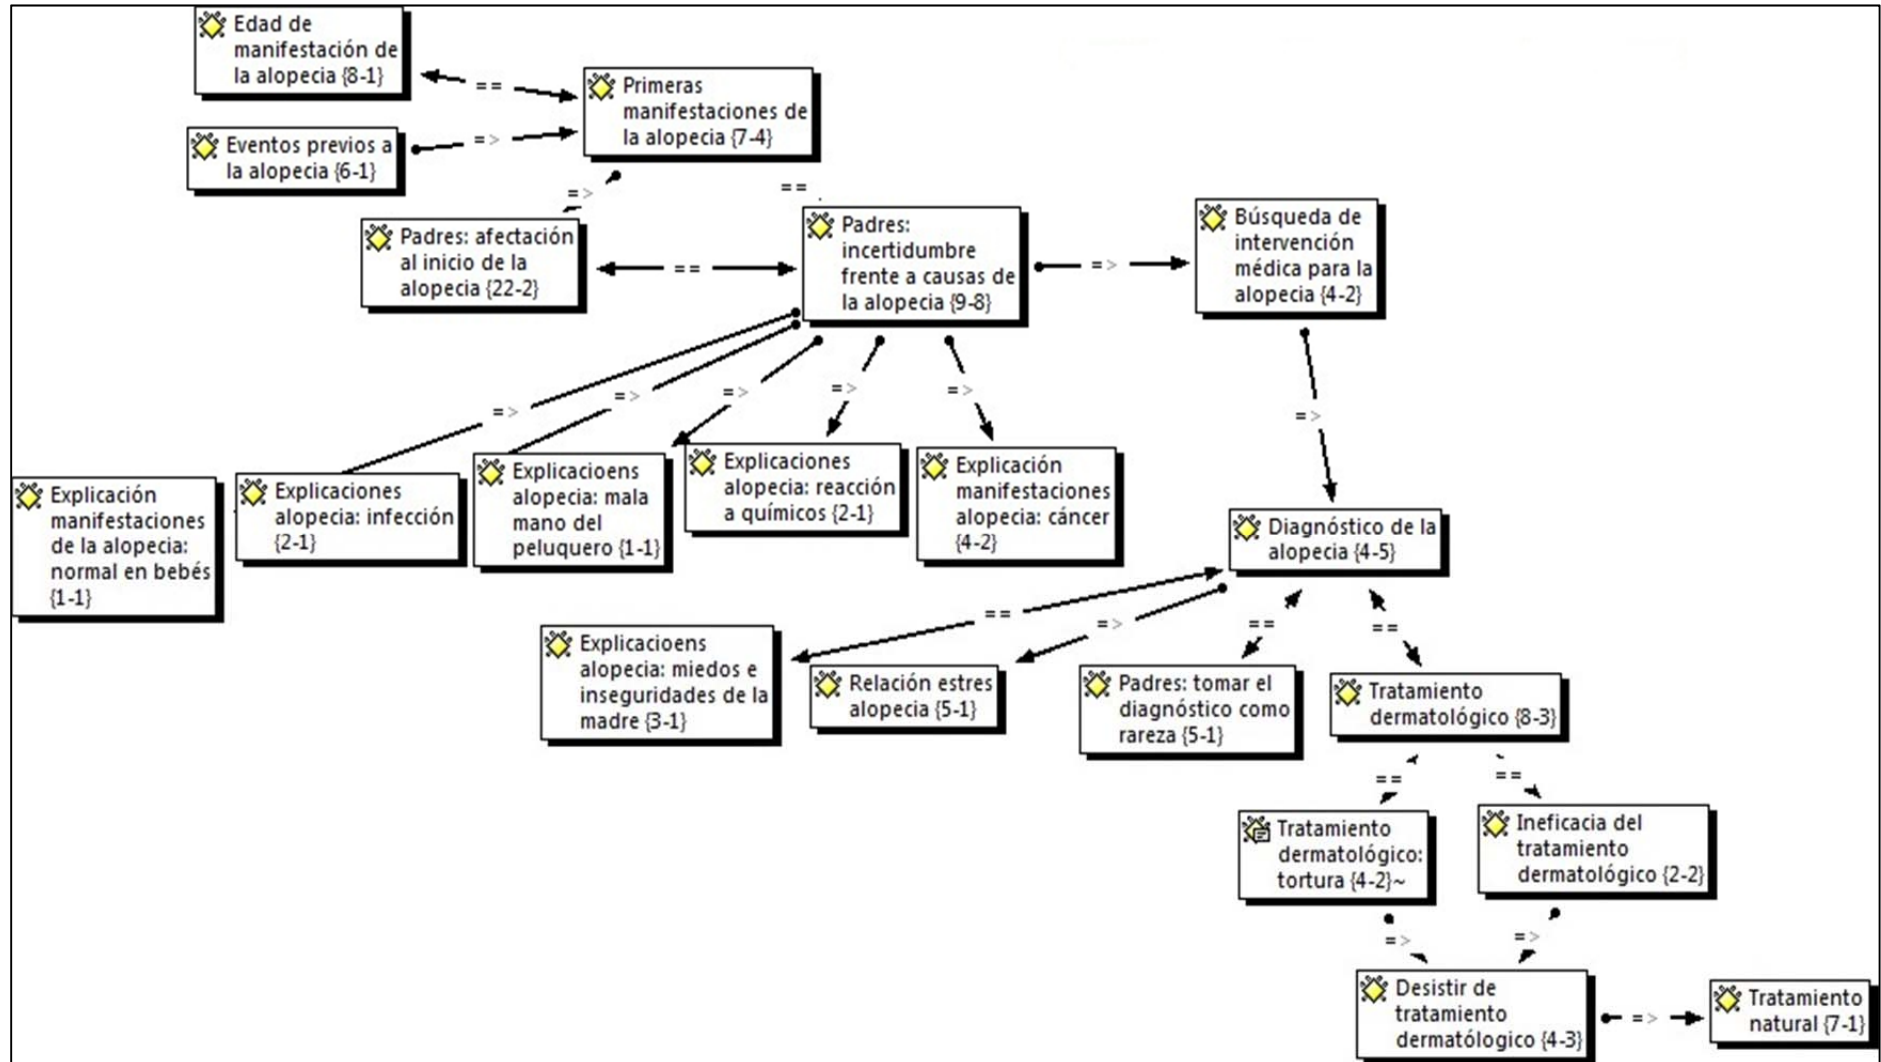 Edad de
manifestación de
la alopecia {8-1}
==
Primeras
manifestaciones de
la alopecia {7-4}
Eventos previos a
la alopecia {6-1}
=>
=>
==
Padres: afectación
al inicio de la
alopecia {22-2}
==
Padres:
incertidumbre
frente a causas de
la alopecia {9-8}
=>
Búsqueda de
intervención
médica para la
alopecia {4-2}
=>
=>
=>
=>
=>
=>
Explicación
manifestaciones
de la alopecia:
normal en bebés
{1-1}
Explicaciones
alopecia: infección
{2-1}
Explicacioens
alopecia: mala
mano del
peluquero {1-1}
Explicaciones
alopecia: reacción
a químicos {2-1}
Explicación
manifestaciones
alopecia: cáncer
{4-2}
Diagnóstico de la
alopecia {4-5}
==
=>
==
==
Explicacioens
alopecia: miedos e
inseguridades de la
madre {3-1}
Relación estres
alopecia {5-1}
Padres: tomar el
diagnóstico como
rareza {5-1}
Tratamiento
dermatológico {8-3}
==
==
Tratamiento
dermatológico:
tortura {4-2}~
Ineficacia del
tratamiento
dermatológico {2-2}
=>
=>
Desistir de
tratamiento
dermatólogico {4-3}
=>
Tratamiento
natural {7-1}